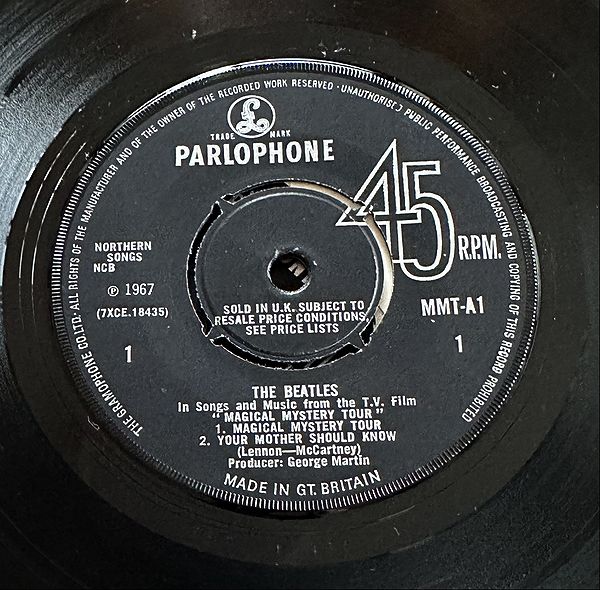 THE GRAMOPHONE CO. LTD. · ALL RIGHTS OF THE MANUFACTURER AND OF THE OWNER OF THE RECORDED WORK RESERVED · UNAUTHORISED PUBLIC PERFORMANCE BROADCASTING AND COPYING OF THIS RECORD PROHIBITED
£
TRADE MARK
PARLOPHONE
45
R.P.M.
NORTHERN
SONGS
NCB
℗ 1967
(7XCE.18435)
1
SOLD IN U.K. SUBJECT TO
RESALE PRICE CONDITIONS,
SEE PRICE LISTS
MMT-A1
1
THE BEATLES
In Songs and Music from the T.V. Film
"MAGICAL MYSTERY TOUR"
1. MAGICAL MYSTERY TOUR
2. YOUR MOTHER SHOULD KNOW
(Lennon—McCartney)
Producer: George Martin
MADE IN GT. BRITAIN